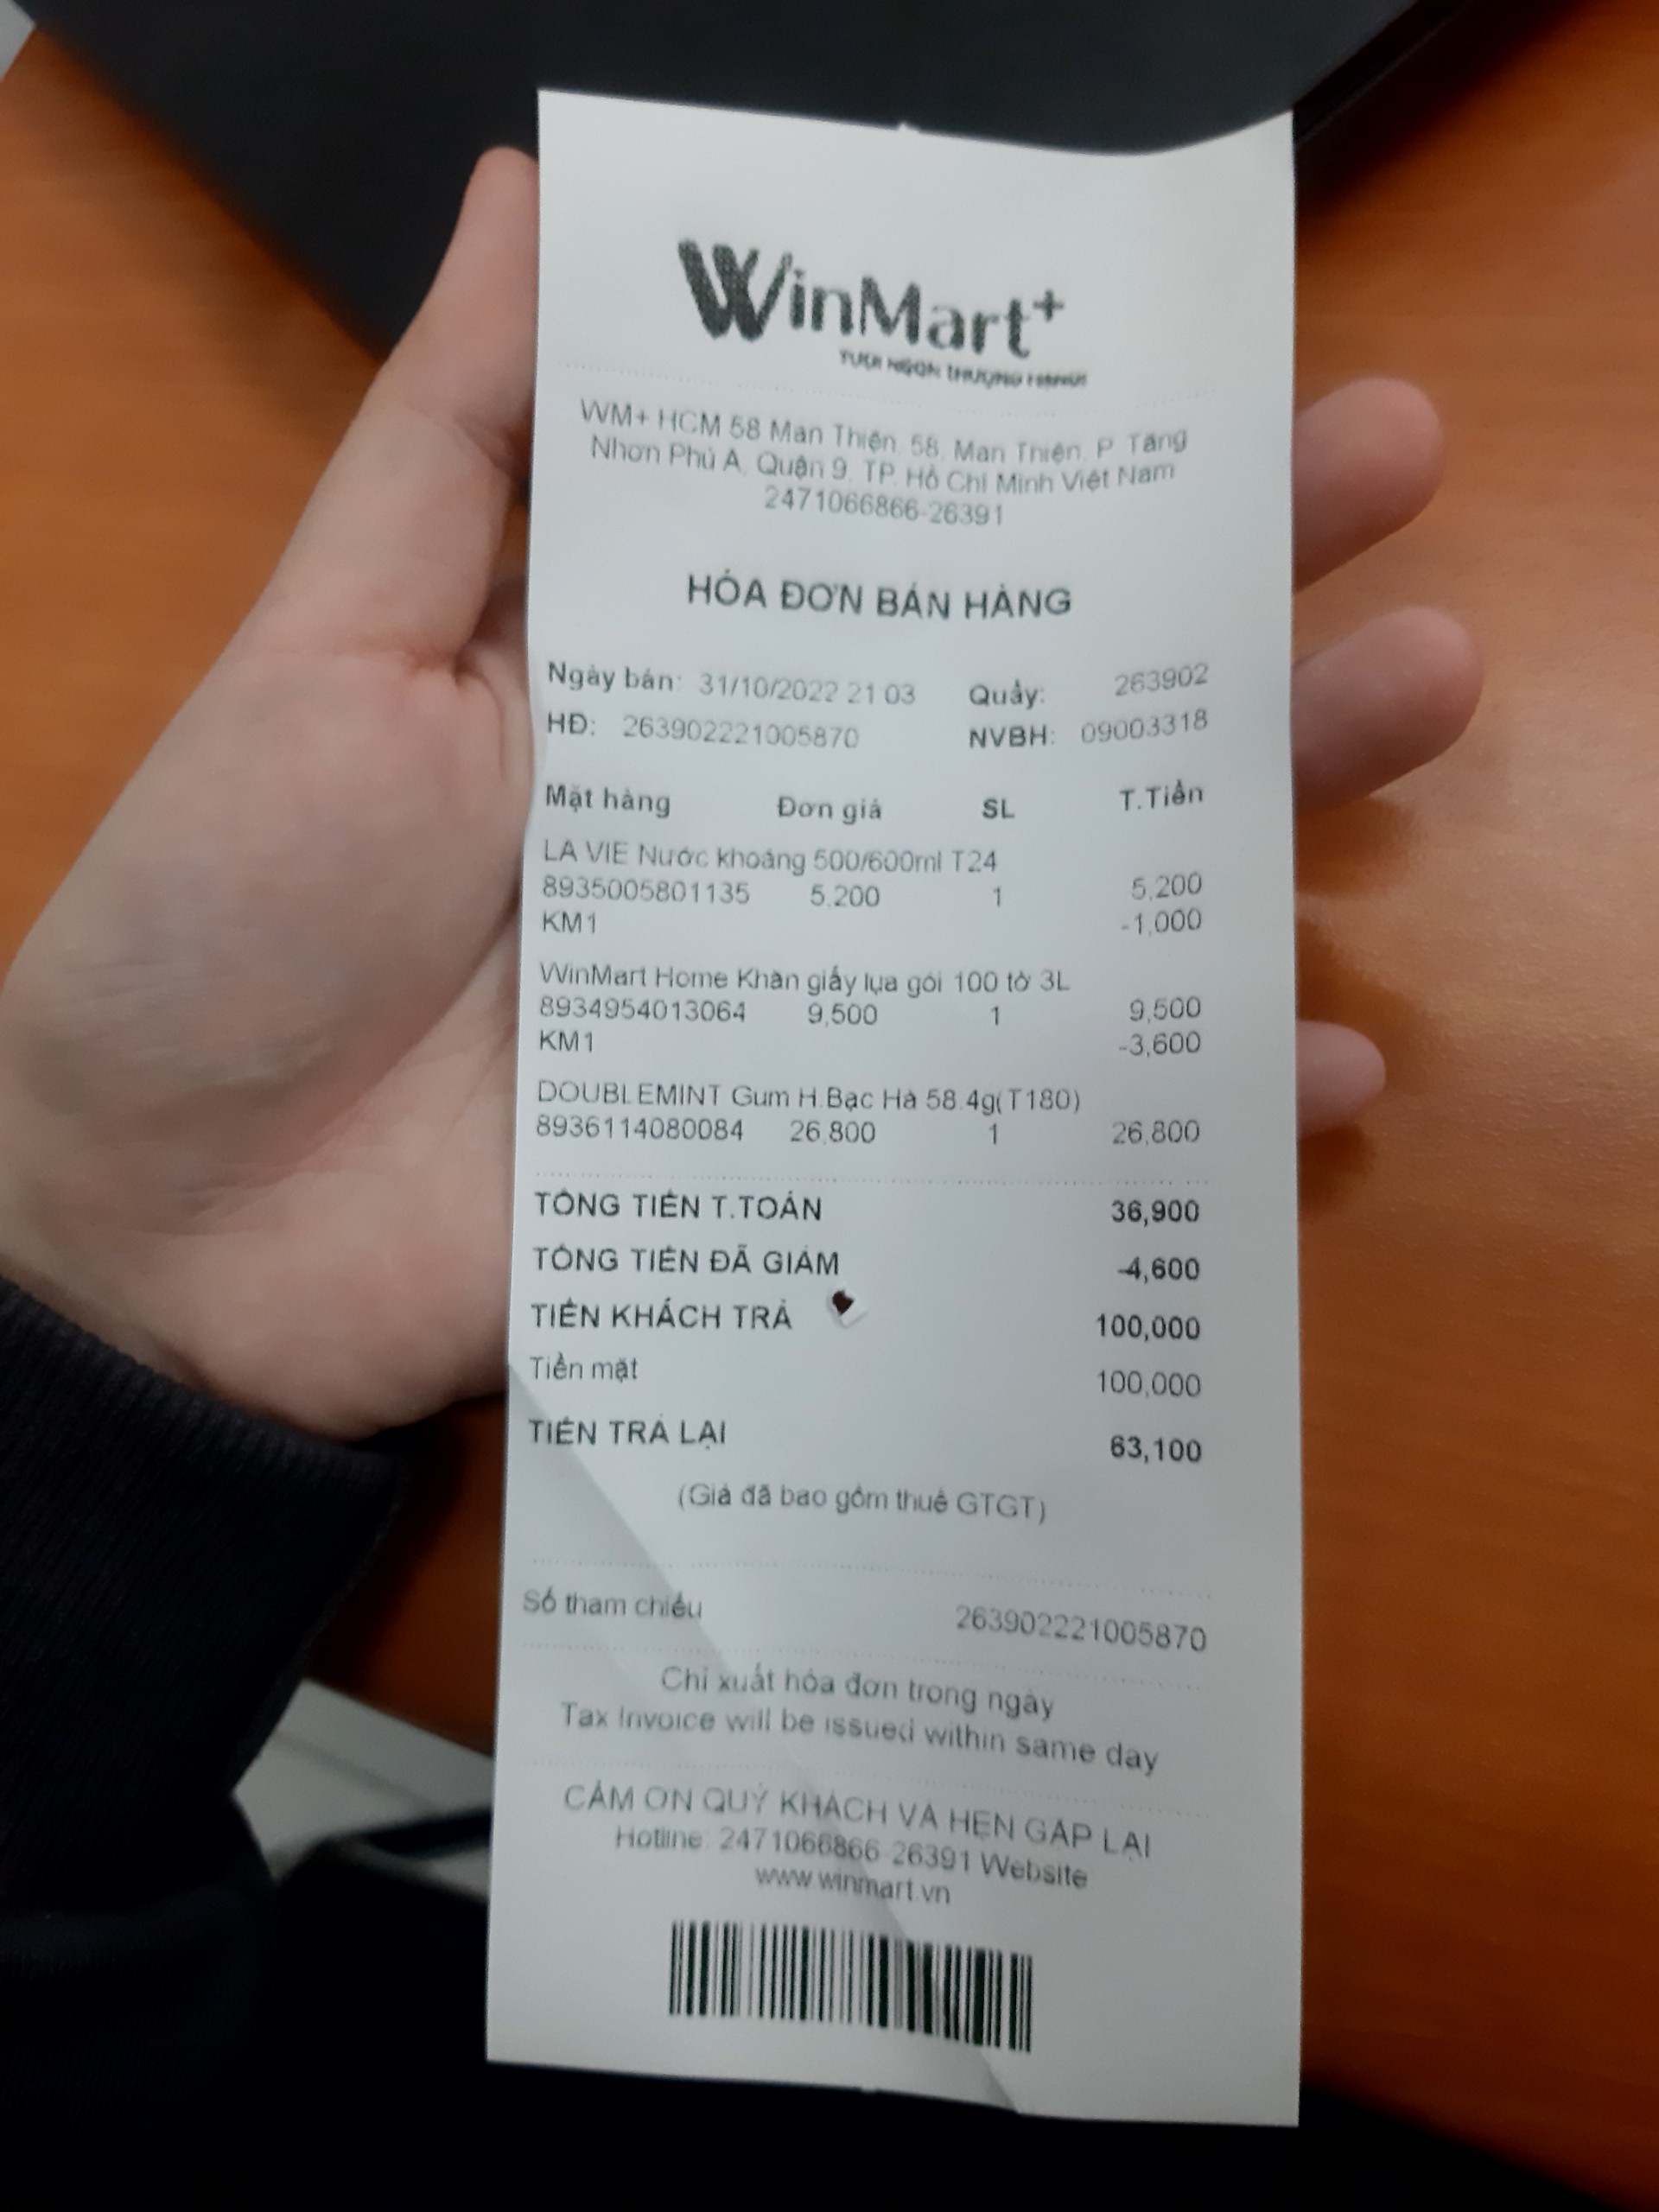 WinMart+
TƯƠI NGON THƯỢNG HẠNG
WM+ HCM 58 Man Thiện, 58, Man Thiện, P. Tăng
Nhơn Phú A, Quận 9, TP. Hồ Chí Minh Việt Nam
2471066866-26391
HÓA ĐƠN BÁN HÀNG
Ngày bán: 31/10/2022 21:03 Quầy: 263902
HĐ: 263902221005870 NVBH: 09003318
Mặt hàng Đơn giá SL T.Tiền
LA VIE Nước khoáng 500/600ml T24
8935005801135 5,200 1 5,200
KM1 -1,000
WinMart Home Khăn giấy lụa gói 100 tờ 3L
8934954013064 9,500 1 9,500
KM1 -3,600
DOUBLEMINT Gum H.Bạc Hà 58.4g(T180)
8936114080084 26,800 1 26,800
TỔNG TIỀN T.TOÁN 36,900
TỔNG TIỀN ĐÃ GIẢM -4,600
TIỀN KHÁCH TRẢ 100,000
Tiền mặt 100,000
TIỀN TRẢ LẠI 63,100
(Giá đã bao gồm thuế GTGT)
Số tham chiếu 263902221005870
Chỉ xuất hóa đơn trong ngày
Tax Invoice will be issued within same day
CẢM ƠN QUÝ KHÁCH VÀ HẸN GẶP LẠI
Hotline: 2471066866-26391 Website
www.winmart.vn